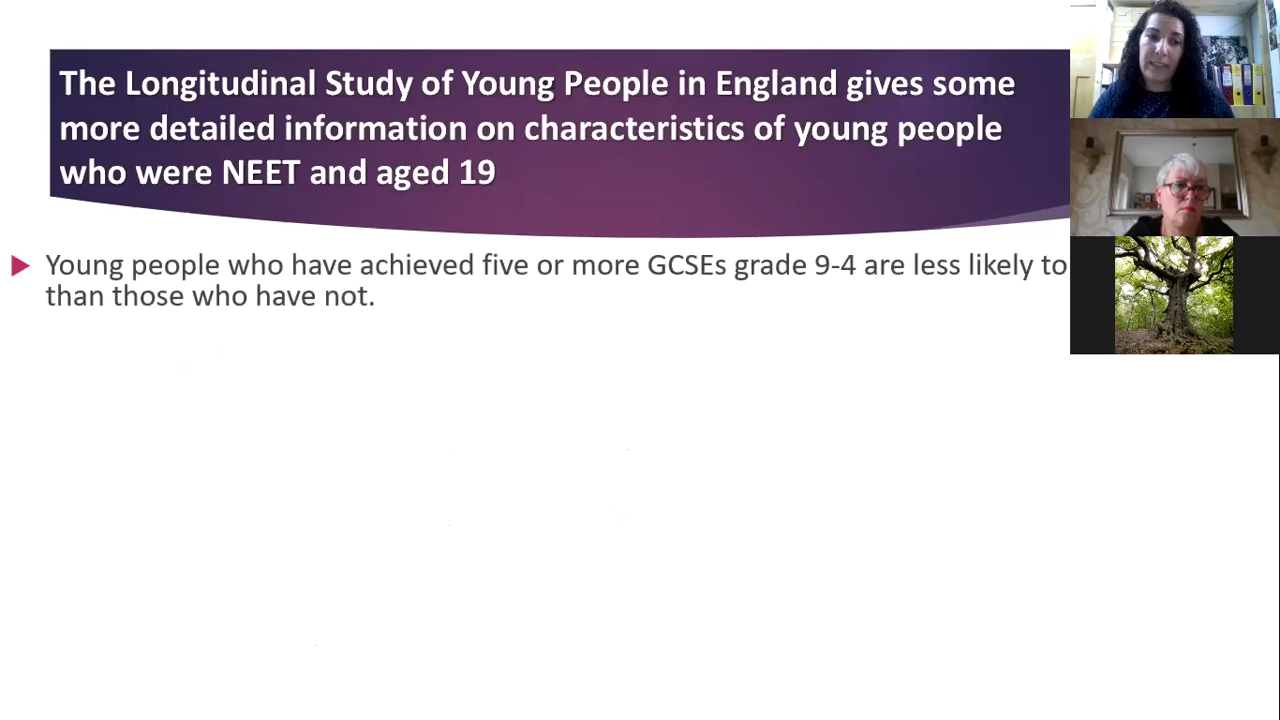 The Longitudinal Study of Young People in England gives some
more detailed information on characteristics of young people
who were NEET and aged 19
Young people who have achieved five or more GCSEs grade 9-4 are less likely to
than those who have not.